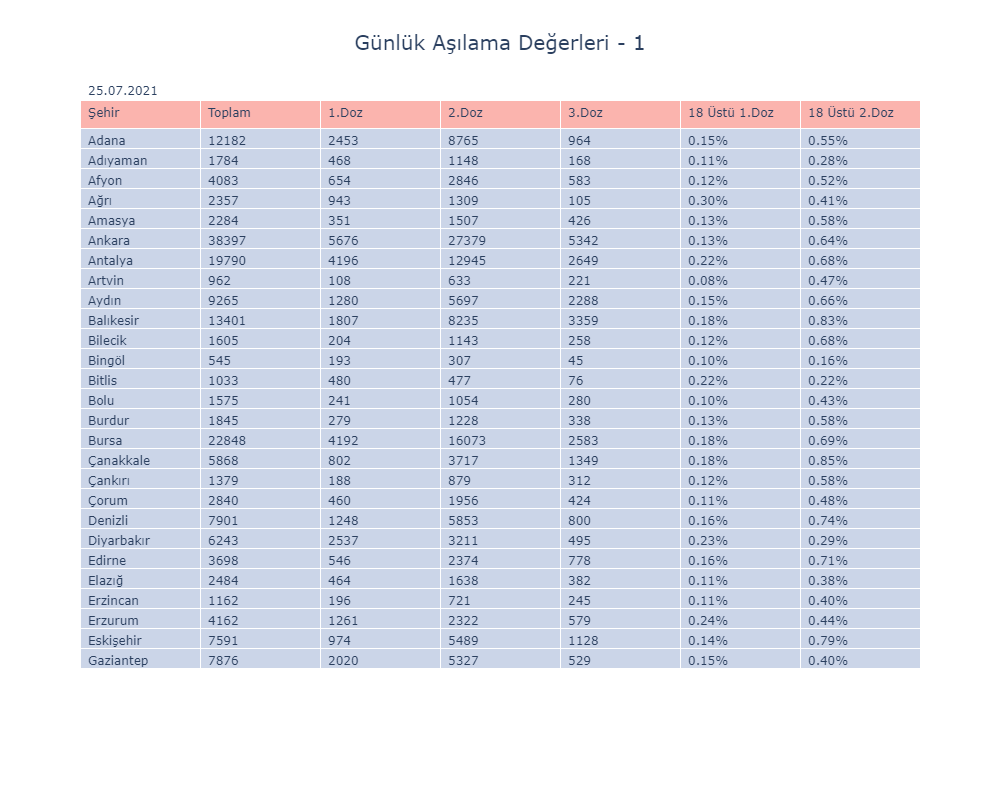 Günlük Aşılama Değerleri - 1
25.07.2021
Şehir Toplam 1.Doz 2.Doz 3.Doz 18 Üstü 1.Doz 18 Üstü 2.Doz
Adana 12182 2453 8765 964 0.15% 0.55%
Adıyaman 1784 468 1148 168 0.11% 0.28%
Afyon 4083 654 2846 583 0.12% 0.52%
Ağrı 2357 943 1309 105 0.30% 0.41%
Amasya 2284 351 1507 426 0.13% 0.58%
Ankara 38397 5676 27379 5342 0.13% 0.64%
Antalya 19790 4196 12945 2649 0.22% 0.68%
Artvin 962 108 633 221 0.08% 0.47%
Aydın 9265 1280 5697 2288 0.15% 0.66%
Balıkesir 13401 1807 8235 3359 0.18% 0.83%
Bilecik 1605 204 1143 258 0.12% 0.68%
Bingöl 545 193 307 45 0.10% 0.16%
Bitlis 1033 480 477 76 0.22% 0.22%
Bolu 1575 241 1054 280 0.10% 0.43%
Burdur 1845 279 1228 338 0.13% 0.58%
Bursa 22848 4192 16073 2583 0.18% 0.69%
Çanakkale 5868 802 3717 1349 0.18% 0.85%
Çankırı 1379 188 879 312 0.12% 0.58%
Çorum 2840 460 1956 424 0.11% 0.48%
Denizli 7901 1248 5853 800 0.16% 0.74%
Diyarbakır 6243 2537 3211 495 0.23% 0.29%
Edirne 3698 546 2374 778 0.16% 0.71%
Elazığ 2484 464 1638 382 0.11% 0.38%
Erzincan 1162 196 721 245 0.11% 0.40%
Erzurum 4162 1261 2322 579 0.24% 0.44%
Eskişehir 7591 974 5489 1128 0.14% 0.79%
Gaziantep 7876 2020 5327 529 0.15% 0.40%